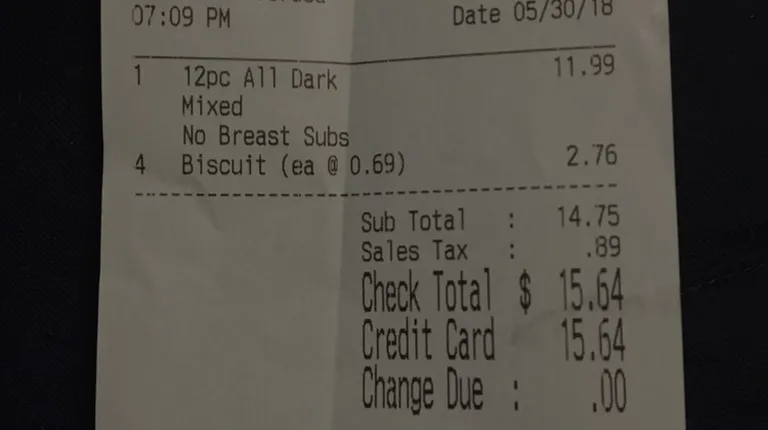 07:09 PM Date 05/30/18
1 12pc All Dark 11.99
Mixed
No Breast Subs
4 Biscuit (ea @ 0.69) 2.76
Sub Total : 14.75
Sales Tax : .89
Check Total $ 15.64
Credit Card 15.64
Change Due : .00